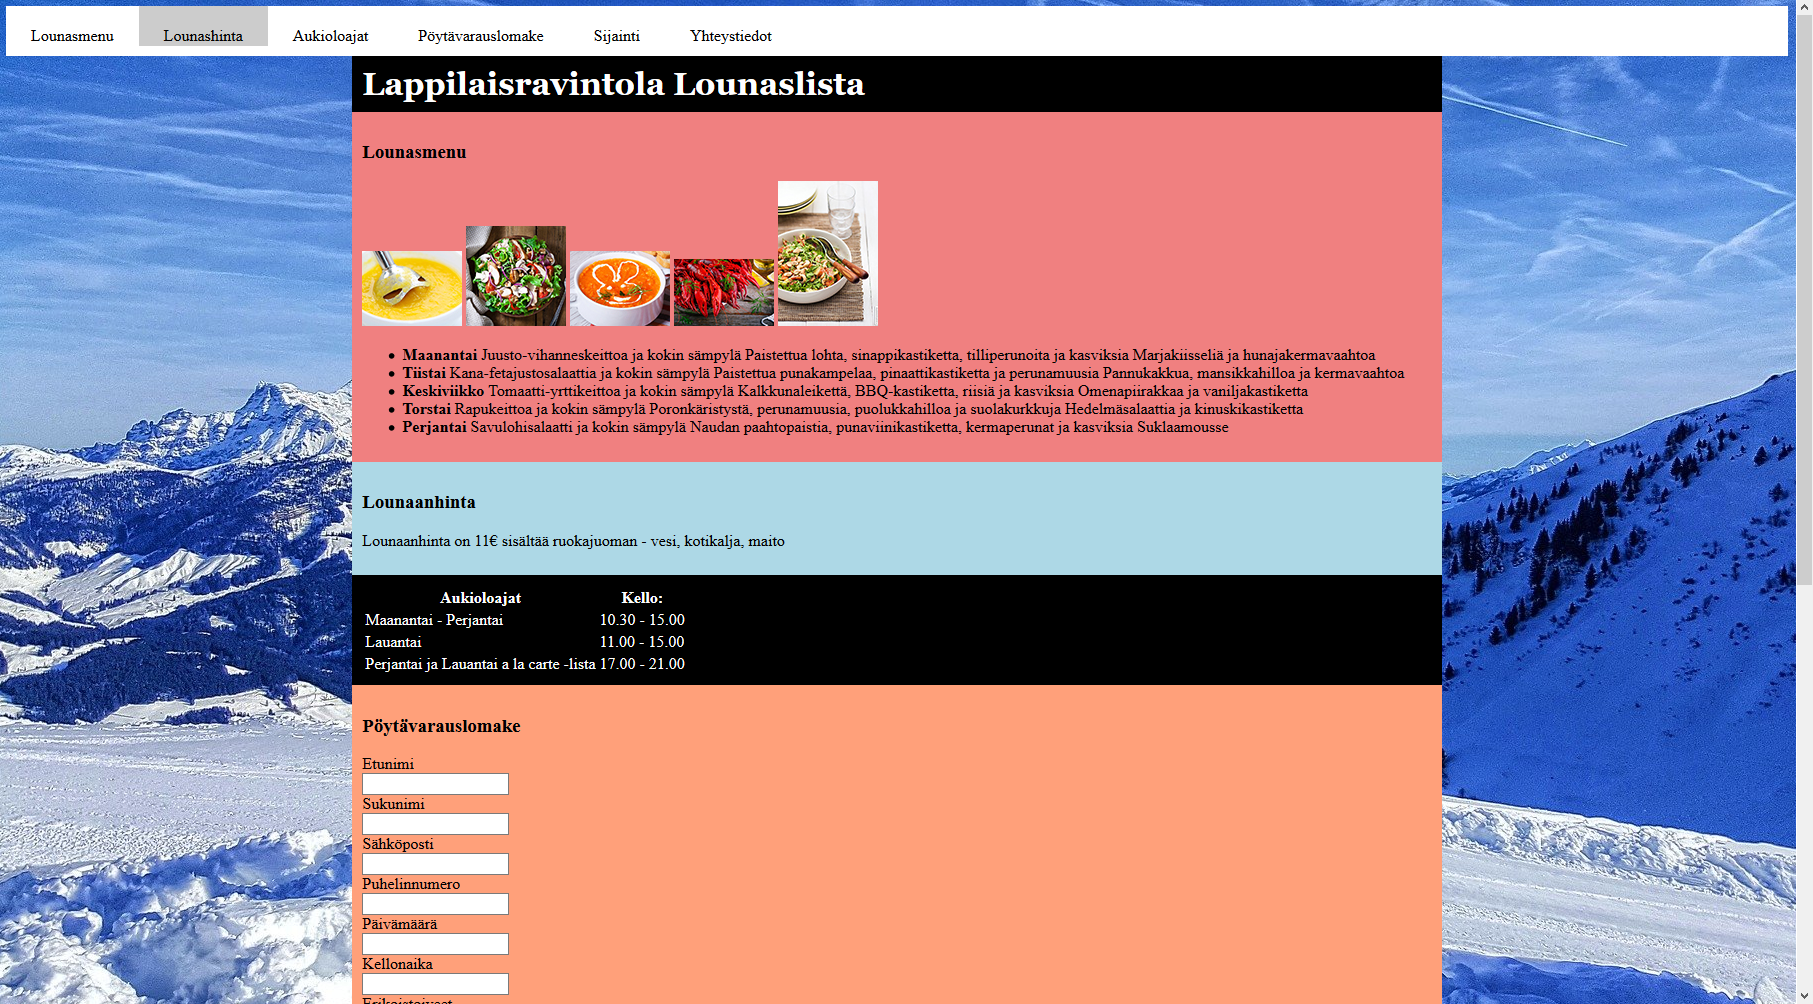 Lounasmenu Lounashinta Aukioloajat Pöytävarauslomake Sijainti Yhteystiedot
Lappilaisravintola Lounaslista
Lounasmenu
Maanantai Juusto-vihanneskeittoa ja kokin sämpylä Paistettua lohta, sinappikastiketta, tilliperunoita ja kasviksia Marjakiisseliä ja hunajakermavaahtoa
Tiistai Kana-fetajustosalaattia ja kokin sämpylä Paistettua punakampelaa, pinaattikastiketta ja perunamuusia Pannukakkua, mansikkahilloa ja kermavaahtoa
Keskiviikko Tomaatti-yrttikeittoa ja kokin sämpylä Kalkkunaleikettä, BBQ-kastiketta, riisiä ja kasviksia Omenapiirakkaa ja vaniljakastiketta
Torstai Rapukeittoa ja kokin sämpylä Poronkäristystä, perunamuusia, puolukkahilloa ja suolakurkkuja Hedelmäsalaattia ja kinuskikastiketta
Perjantai Savulohisalaatti ja kokin sämpylä Naudan paahtopaistia, punaviinikastiketta, kermaperunat ja kasviksia Suklaamousse
Lounaanhinta
Lounaanhinta on 11€ sisältää ruokajuoman - vesi, kotikalja, maito
Aukioloajat Kello:
Maanantai - Perjantai 10.30 - 15.00
Lauantai 11.00 - 15.00
Perjantai ja Lauantai a la carte -lista 17.00 - 21.00
Pöytävarauslomake
Etunimi
Sukunimi
Sähköposti
Puhelinnumero
Päivämäärä
Kellonaika
Erikoistoiveet